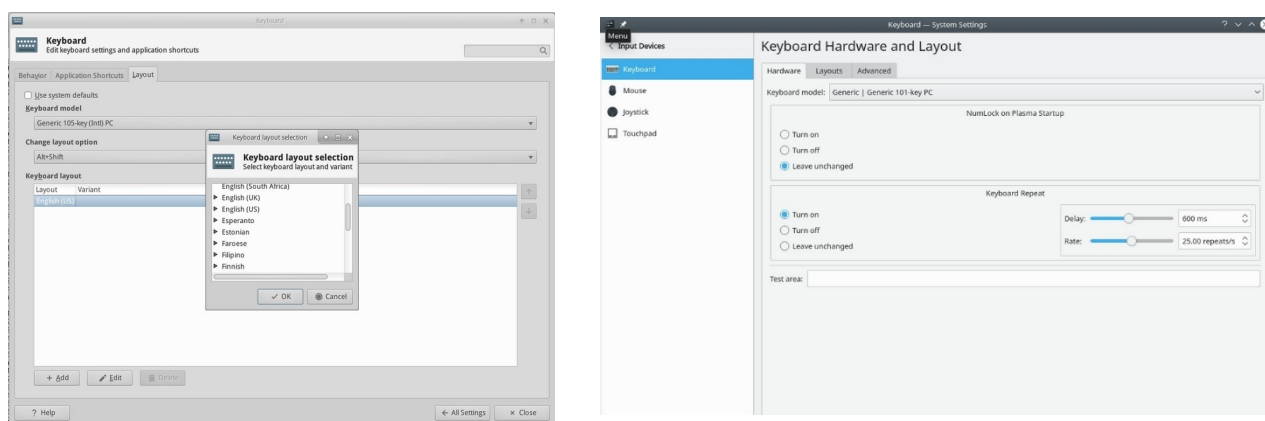 Keyboard
Keyboard
Edit keyboard settings and application shortcuts
Behavior Application Shortcuts Layout
Use system defaults
Keyboard model
Generic 105-key (Intl) PC
Change layout option
Alt+Shift
Keyboard layout
Layout Variant
English (US)
Keyboard layout selection
Keyboard layout selection
Select keyboard layout and variant
English (South Africa)
English (UK)
English (US)
Esperanto
Estonian
Faroese
Filipino
Finnish
OK Cancel
+ Add Edit Delete
? Help All Settings × Close
Keyboard — System Settings
Menu
Input Devices
Keyboard
Mouse
Joystick
Touchpad
Keyboard Hardware and Layout
Hardware Layouts Advanced
Keyboard model: Generic | Generic 101-key PC
NumLock on Plasma Startup
Turn on
Turn off
Leave unchanged
Keyboard Repeat
Turn on
Turn off
Leave unchanged
Delay: 600 ms
Rate: 25.00 repeats/s
Test area: